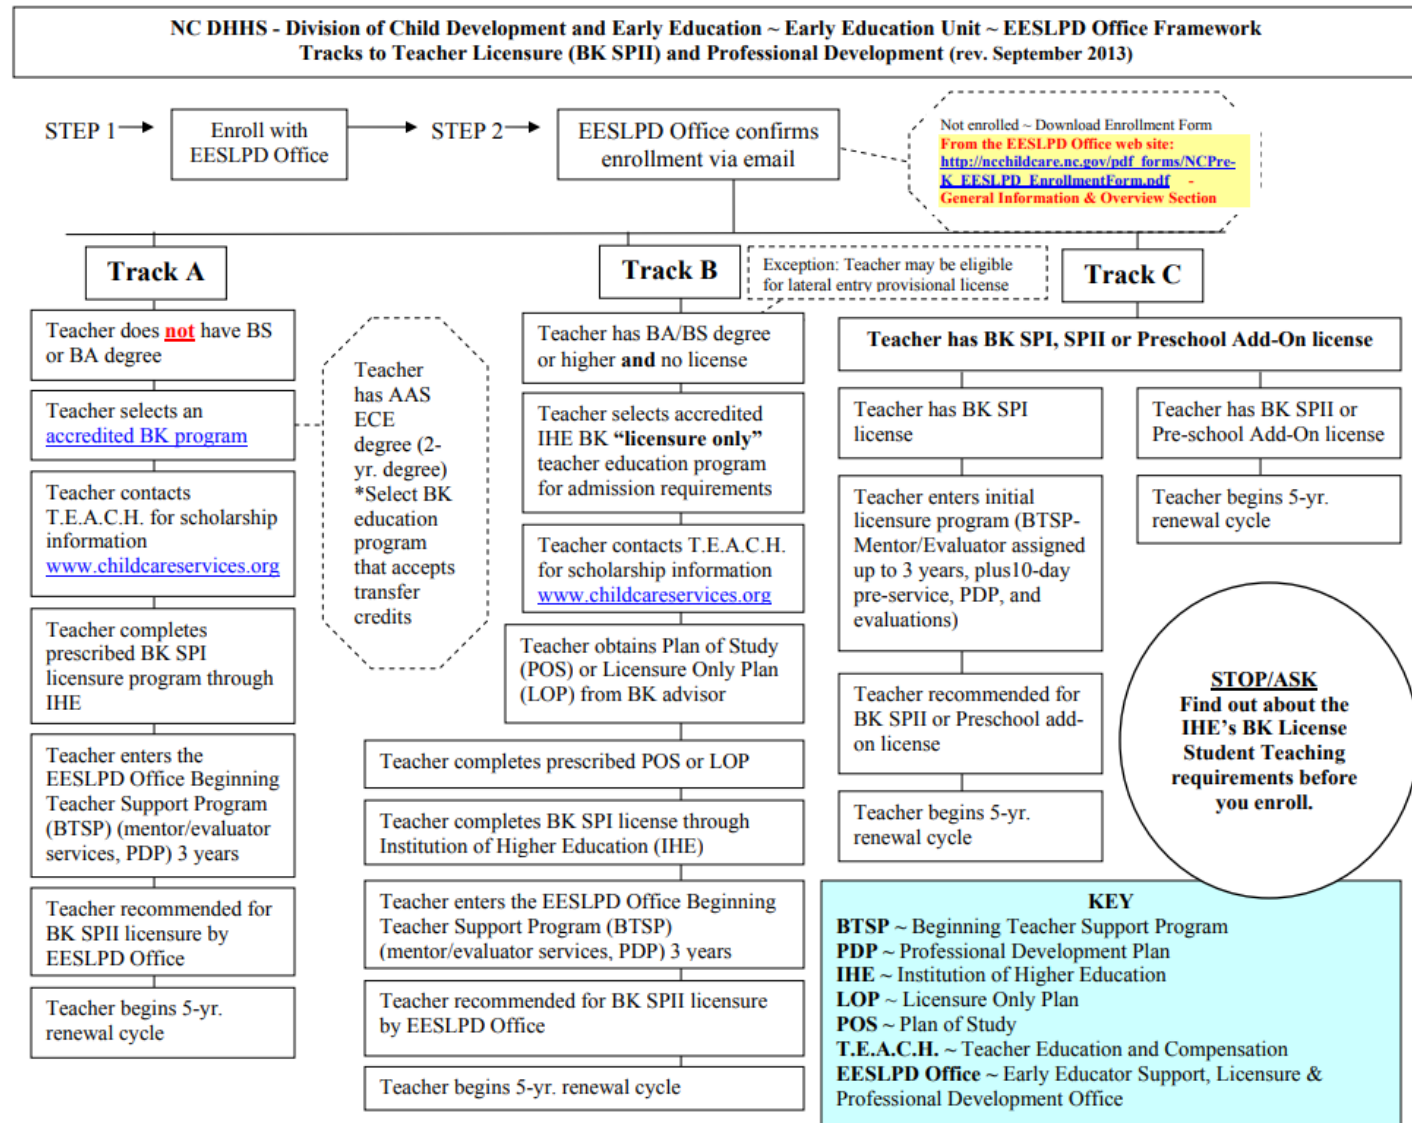 NC DHHS - Division of Child Development and Early Education ~ Early Education Unit ~ EESLPD Office Framework
Tracks to Teacher Licensure (BK SPII) and Professional Development (rev. September 2013)
STEP 1
Enroll with
EESLPD Office
STEP 2
EESLPD Office confirms
enrollment via email
Not enrolled ~ Download Enrollment Form
From the EESLPD Office web site:
http://ncchildcare.nc.gov/pdf_forms/NCPre-
K_EESLPD_EnrollmentForm.pdf -
General Information & Overview Section
Track A
Teacher does not have BS
or BA degree
Teacher selects an
accredited BK program
Teacher contacts
T.E.A.C.H. for scholarship
information
www.childcareservices.org
Teacher completes
prescribed BK SPI
licensure program through
IHE
Teacher enters the
EESLPD Office Beginning
Teacher Support Program
(BTSP) (mentor/evaluator
services, PDP) 3 years
Teacher recommended for
BK SPII licensure by
EESLPD Office
Teacher begins 5-yr.
renewal cycle
Teacher
has AAS
ECE
degree (2-
yr. degree)
*Select BK
education
program
that accepts
transfer
credits
Track B
Exception: Teacher may be eligible
for lateral entry provisional license
Teacher has BA/BS degree
or higher and no license
Teacher selects accredited
IHE BK “licensure only”
teacher education program
for admission requirements
Teacher contacts T.E.A.C.H.
for scholarship information
www.childcareservices.org
Teacher obtains Plan of Study
(POS) or Licensure Only Plan
(LOP) from BK advisor
Teacher completes prescribed POS or LOP
Teacher completes BK SPI license through
Institution of Higher Education (IHE)
Teacher enters the EESLPD Office Beginning
Teacher Support Program (BTSP)
(mentor/evaluator services, PDP) 3 years
Teacher recommended for BK SPII licensure
by EESLPD Office
Teacher begins 5-yr. renewal cycle
Track C
Teacher has BK SPI, SPII or Preschool Add-On license
Teacher has BK SPI
license
Teacher enters initial
licensure program (BTSP-
Mentor/Evaluator assigned
up to 3 years, plus10-day
pre-service, PDP, and
evaluations)
Teacher recommended for
BK SPII or Preschool add-
on license
Teacher begins 5-yr.
renewal cycle
Teacher has BK SPII or
Pre-school Add-On license
Teacher begins 5-yr.
renewal cycle
STOP/ASK
Find out about the
IHE’s BK License
Student Teaching
requirements before
you enroll.
KEY
BTSP ~ Beginning Teacher Support Program
PDP ~ Professional Development Plan
IHE ~ Institution of Higher Education
LOP ~ Licensure Only Plan
POS ~ Plan of Study
T.E.A.C.H. ~ Teacher Education and Compensation
EESLPD Office ~ Early Educator Support, Licensure &
Professional Development Office